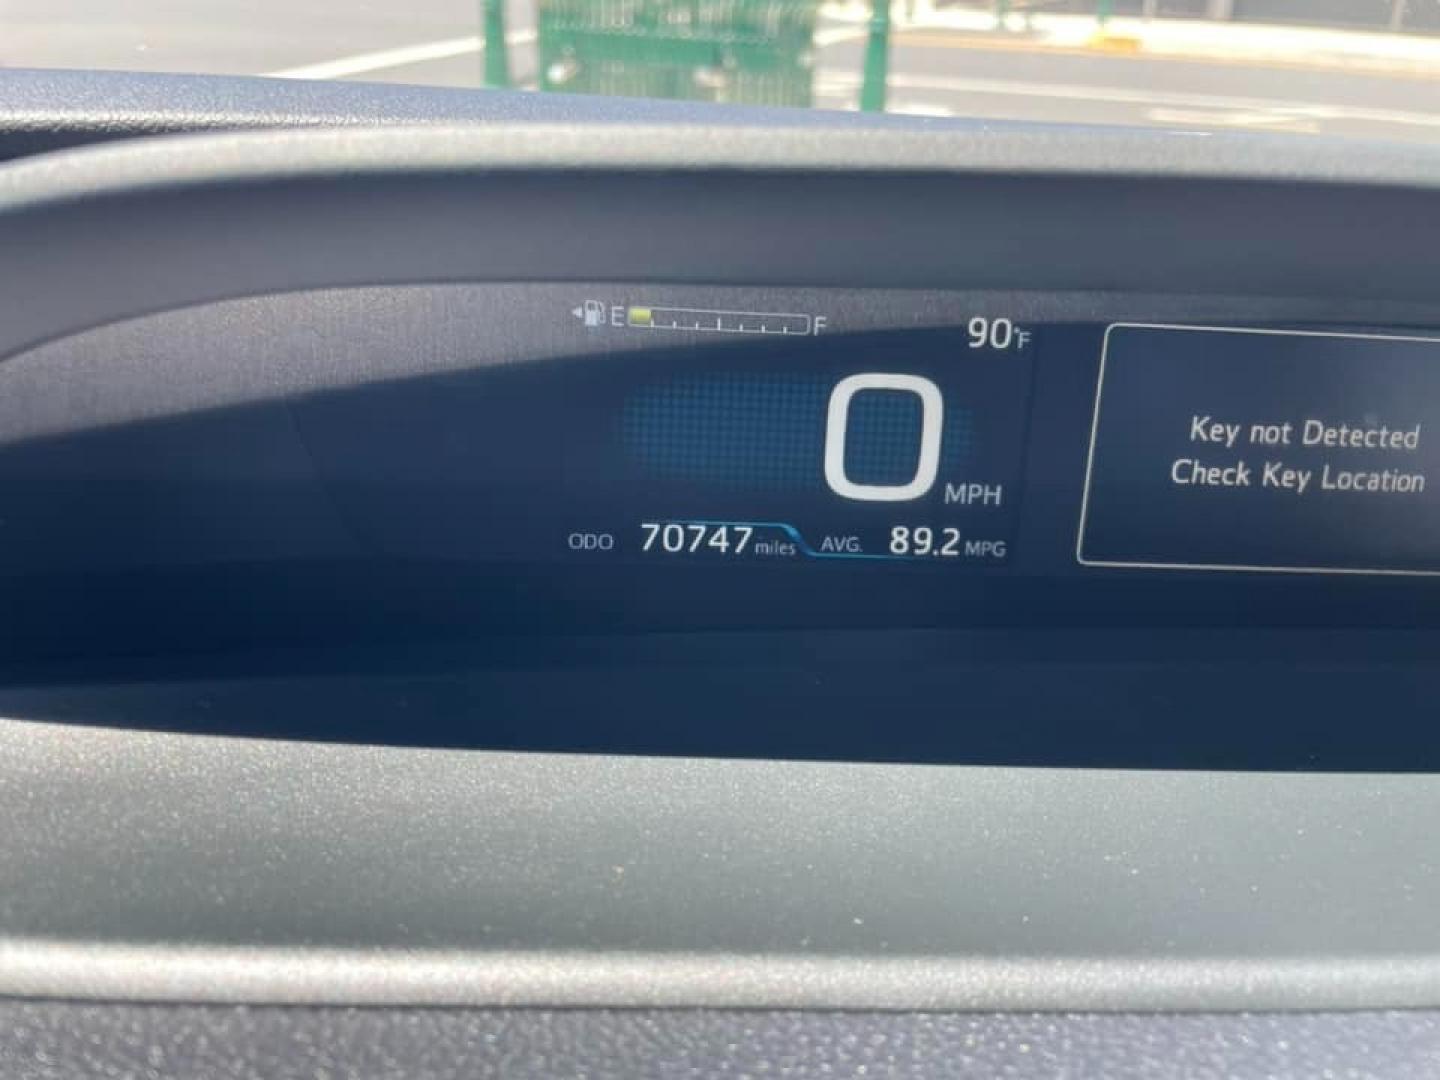 E F
90°F
0 MPH
ODO 70747 miles AVG. 89.2 MPG
Key not Detected
Check Key Location